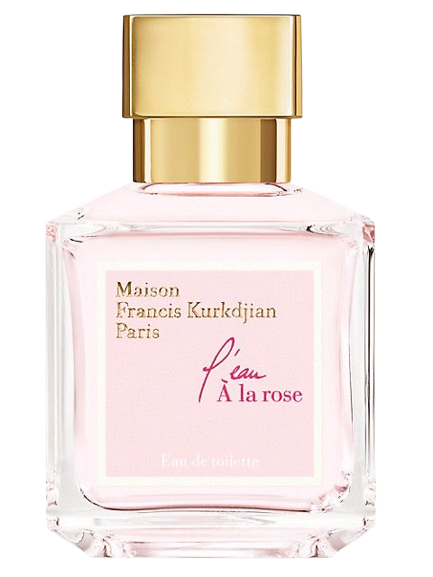 Maison
Francis Kurkdjian
Paris
l'eau
À la rose
Eau de toilette